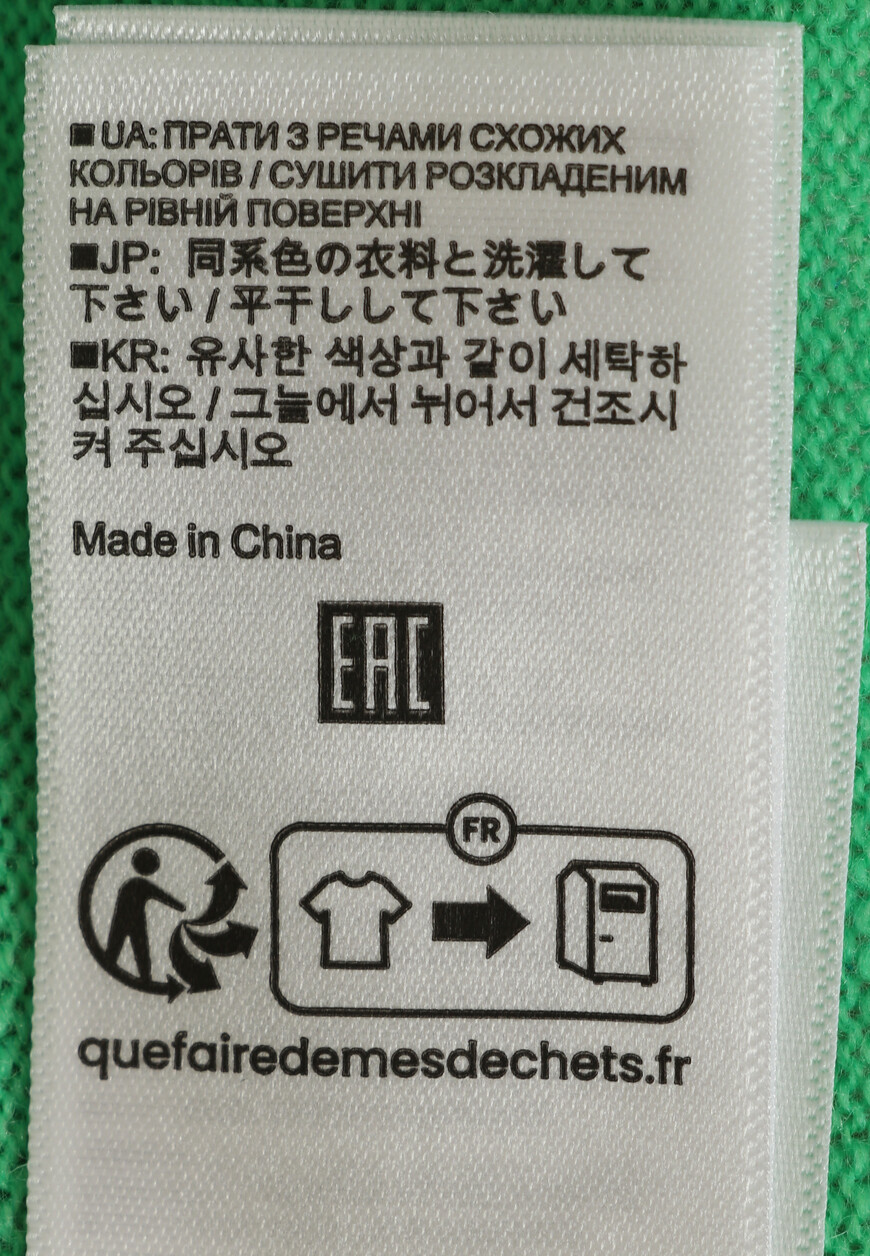 ■ UA: ПРАТИ З РЕЧАМИ СХОЖИХ
КОЛЬОРІВ / СУШИТИ РОЗКЛАДЕНИМ
НА РІВНІЙ ПОВЕРХНІ
■JP: 同系色の衣料と洗濯して
下さい / 平干ししして下さい
■KR: 유사한 색상과 같이 세탁하
십시오 / 그늘에서 뉘어서 건조시
켜 주십시오
Made in China
EAC
FR
quefairedemesdechets.fr